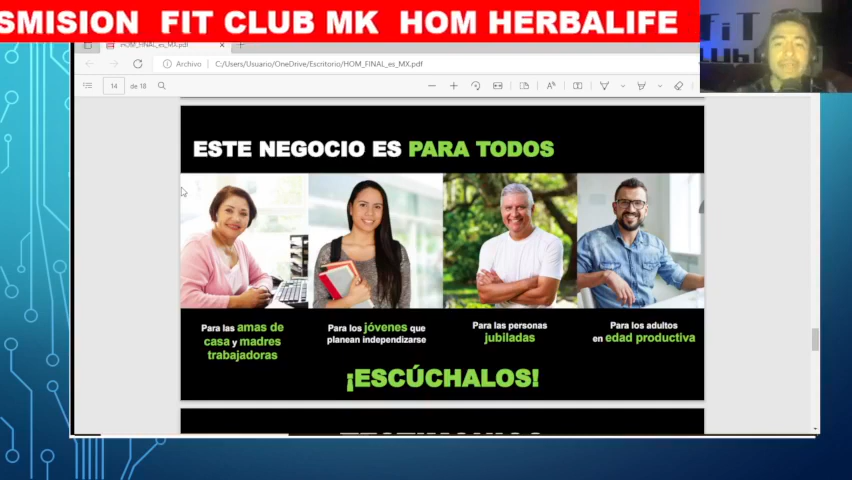 SMISION FIT CLUB MK HOM HERBALIFE
FiT
HOM_FINAL_es_MX.pdf
Archivo
C:/Users/Usuario/OneDrive/Escritorio/HOM_FINAL_es_MX.pdf
14 de 18
ESTE NEGOCIO ES PARA TODOS
Para las amas de
casa y madres
trabajadoras
Para los jóvenes que
planean independizarse
Para las personas
jubiladas
Para los adultos
en edad productiva
¡ESCÚCHALOS!